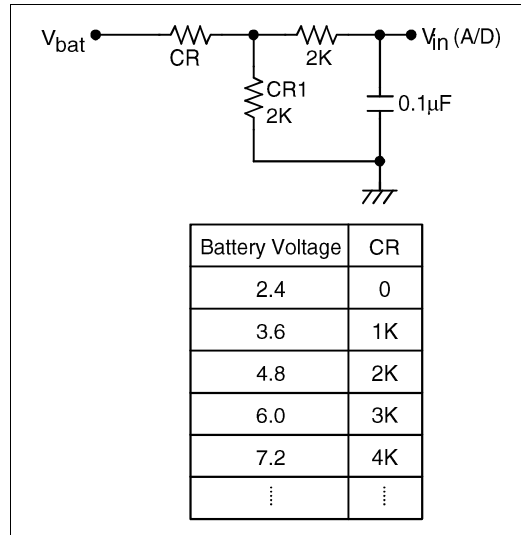 Vbat
CR
2K
Vin (A/D)
CR1
2K
0.1µF
Battery Voltage CR
2.4 0
3.6 1K
4.8 2K
6.0 3K
7.2 4K